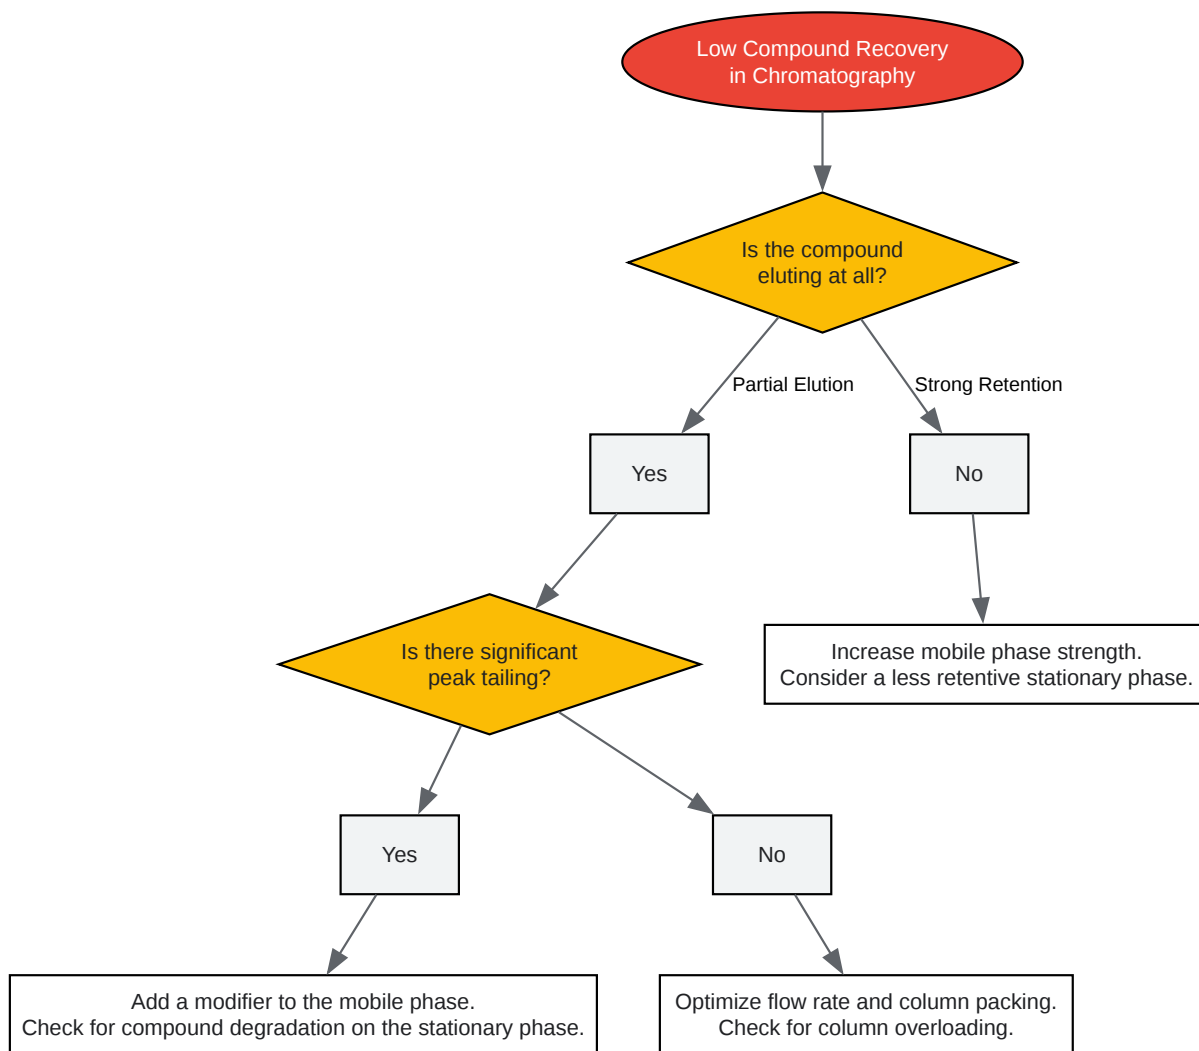 Low Compound Recovery
in Chromatography
Is the compound
eluting at all?
Partial Elution
Strong Retention
Yes
No
Is there significant
peak tailing?
Increase mobile phase strength.
Consider a less retentive stationary phase.
Yes
No
Add a modifier to the mobile phase.
Check for compound degradation on the stationary phase.
Optimize flow rate and column packing.
Check for column overloading.